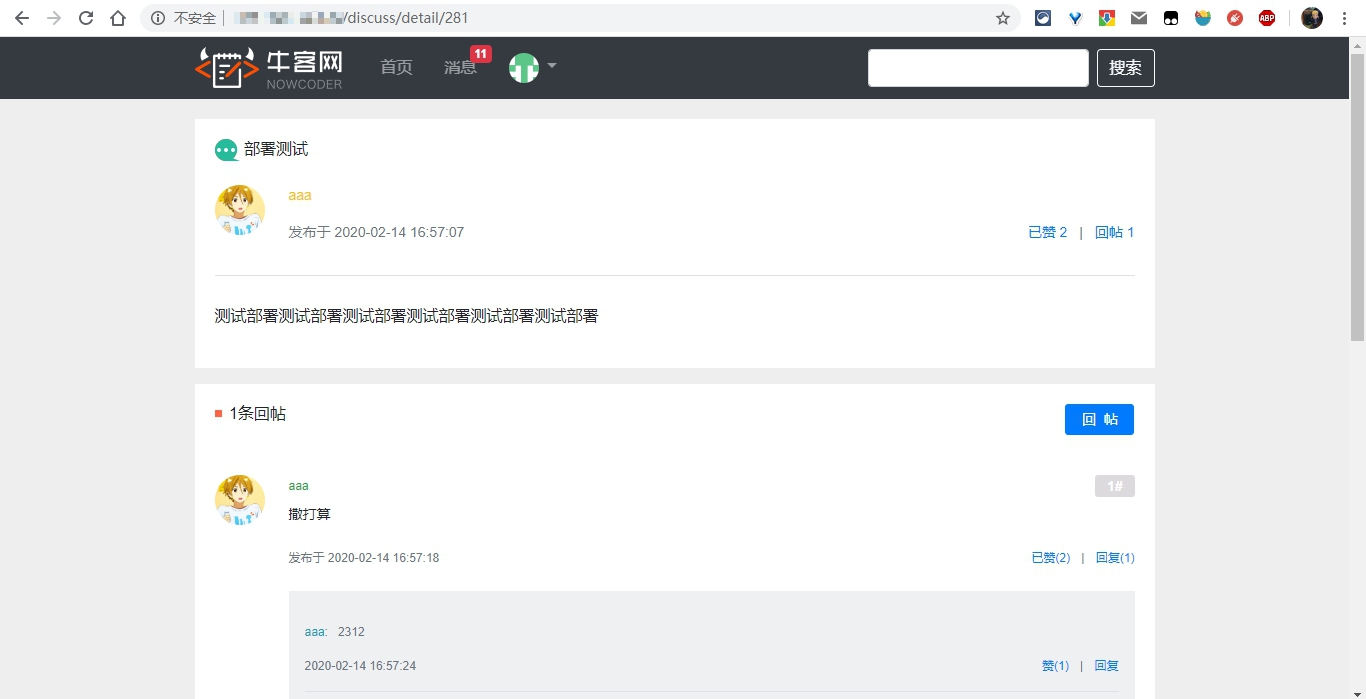 不安全 /discuss/detail/281
ABP
牛客网
NOWCODER
首页
消息
11
搜索
部署测试
aaa
发布于 2020-02-14 16:57:07
已赞 2 | 回帖 1
测试部署测试部署测试部署测试部署测试部署测试部署
1条回帖
回 帖
aaa
1#
撒打算
发布于 2020-02-14 16:57:18
已赞(2) | 回复(1)
aaa: 2312
2020-02-14 16:57:24
赞(1) | 回复